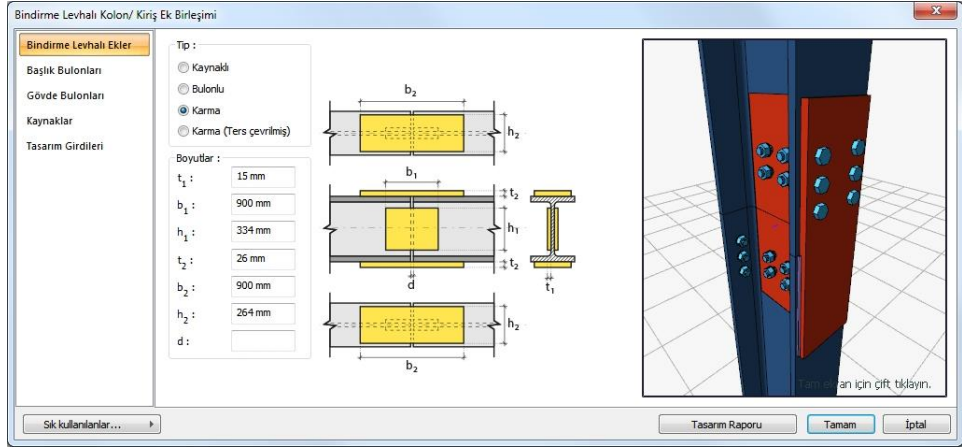 Bindirme Levhalı Kolon/ Kiriş Ek Birleşimi
Bindirme Levhalı Ekler
Başlık Bulonları
Gövde Bulonları
Kaynaklar
Tasarım Girdileri
Tip :
Kaynaklı
Bulonlu
Karma
Karma (Ters çevrilmiş)
Boyutlar :
t1 : 15 mm
b1 : 900 mm
h1 : 334 mm
t2 : 26 mm
b2 : 900 mm
h2 : 264 mm
d :
b2
h2
b1
t2
h1
t2
d
t1
h2
b2
Tam ekran için çift tıklayın.
Sık kullanılanlar...
Tasarım Raporu
Tamam
İptal